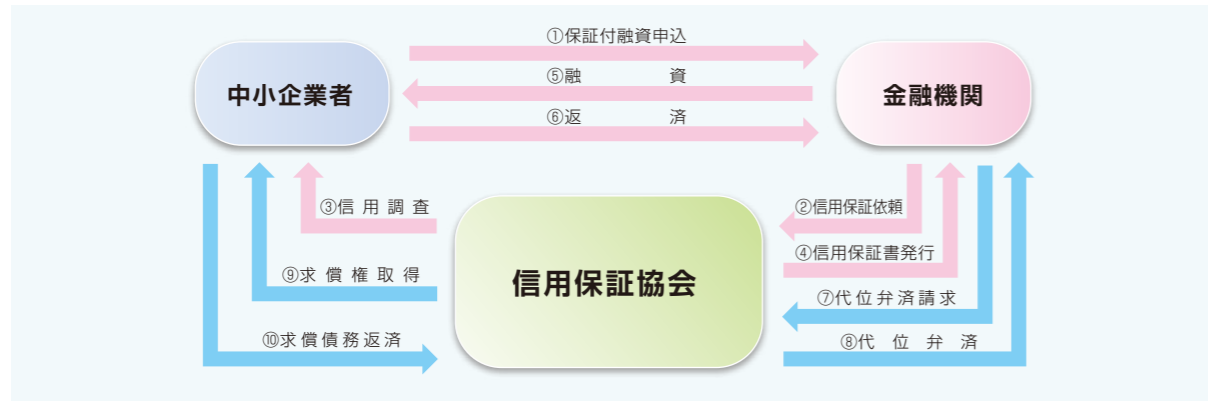 ①保証付融資申込
中小企業者
⑤融 資
金融機関
⑥返 済
③信用調査
②信用保証依頼
④信用保証書発行
⑨求償権取得
信用保証協会
⑦代位弁済請求
⑩求償債務返済
⑧代位弁済